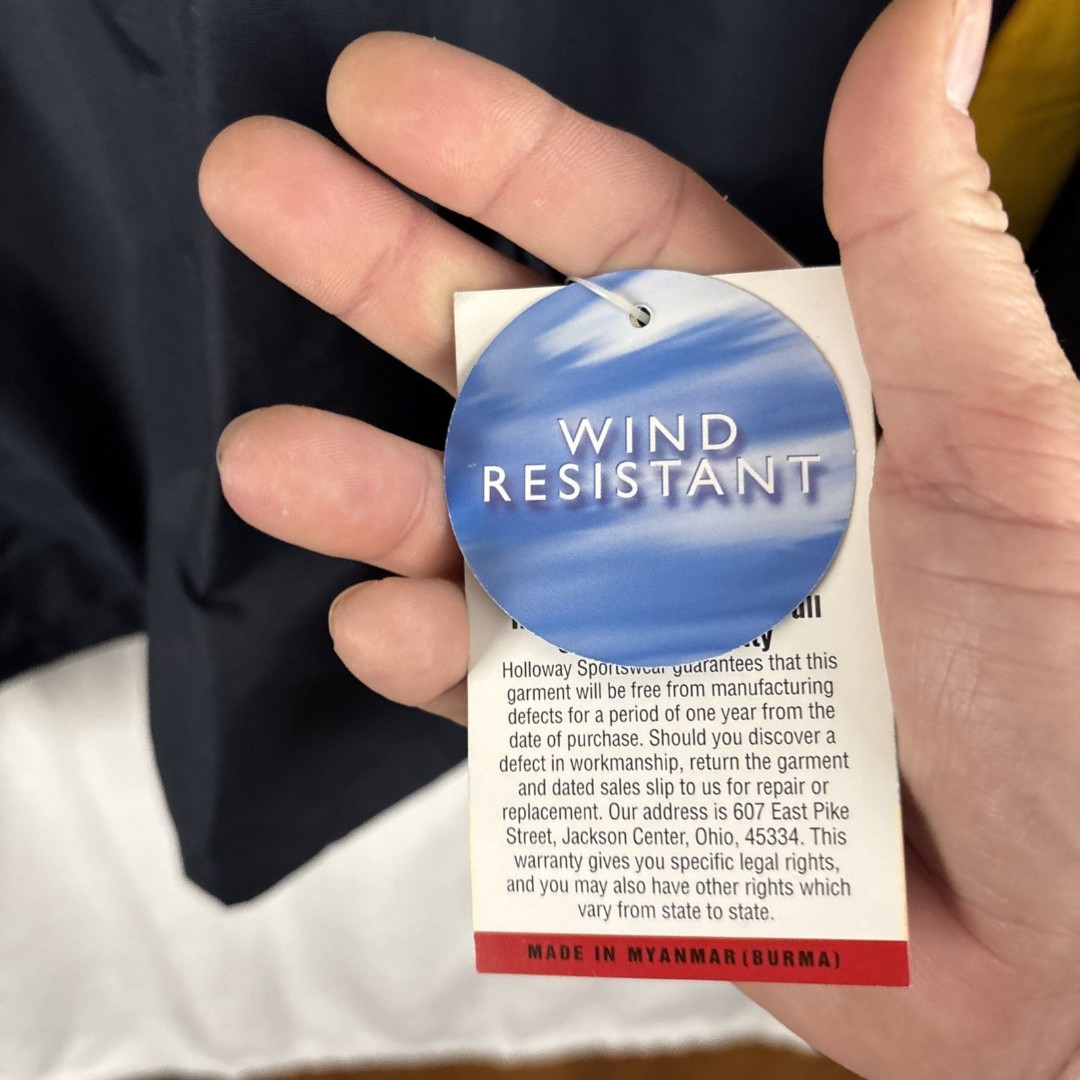 WIND
RESISTANT
Holloway Sportswear guarantees that this
garment will be free from manufacturing
defects for a period of one year from the
date of purchase. Should you discover a
defect in workmanship, return the garment
and dated sales slip to us for repair or
replacement. Our address is 607 East Pike
Street, Jackson Center, Ohio, 45334. This
warranty gives you specific legal rights,
and you may also have other rights which
vary from state to state.
MADE IN MYANMAR (BURMA)